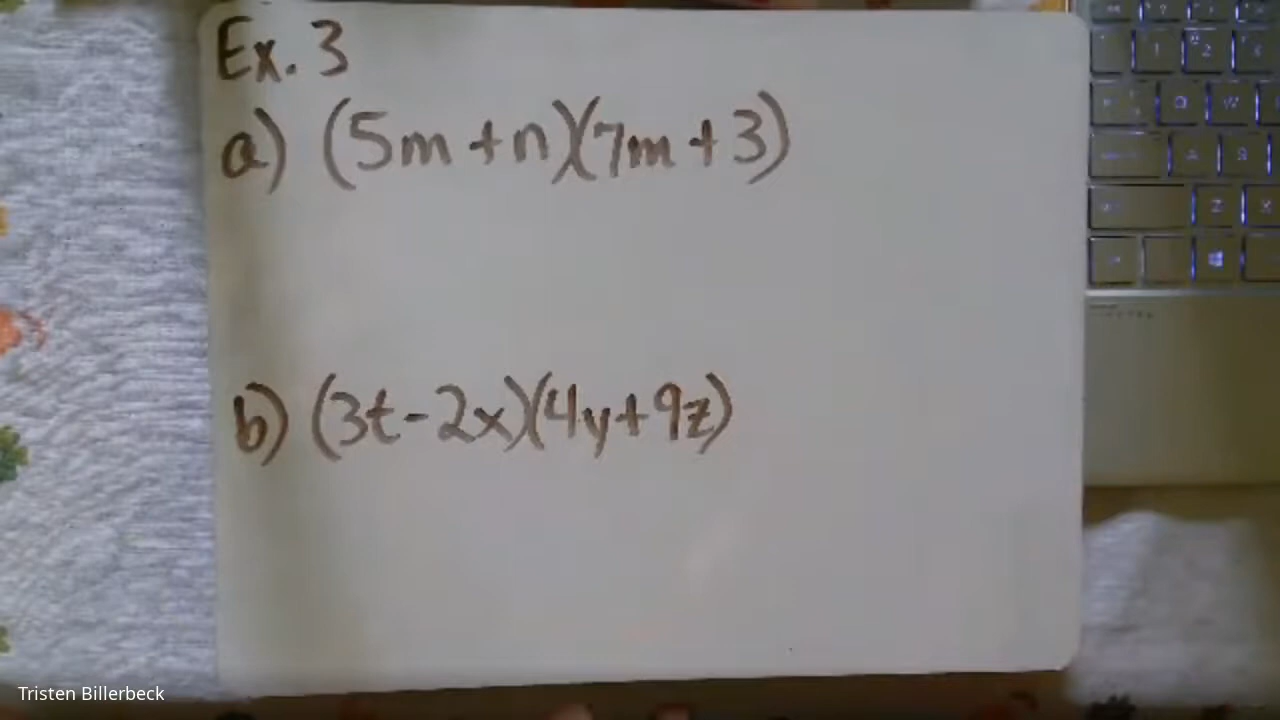 Ex. 3
a) (5m+n)(7m+3)
b) (3t-2x)(4y+9z)
Tristen Billerbeck